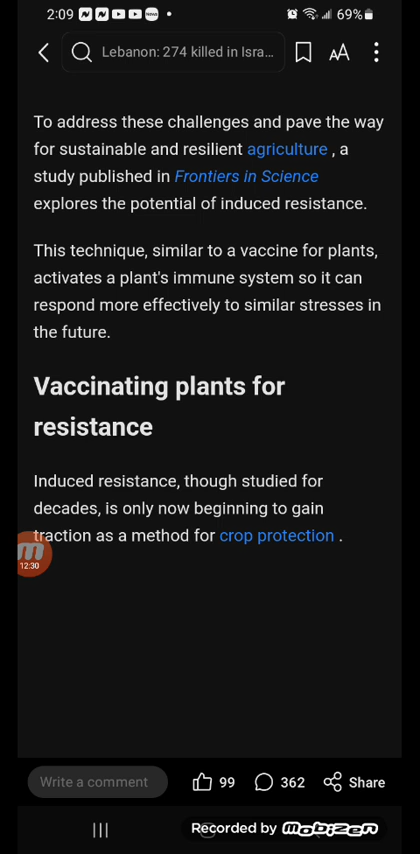 2:09
69%
Lebanon: 274 killed in Isra...
AA
To address these challenges and pave the way
for sustainable and resilient agriculture , a
study published in Frontiers in Science
explores the potential of induced resistance.
This technique, similar to a vaccine for plants,
activates a plant's immune system so it can
respond more effectively to similar stresses in
the future.
Vaccinating plants for
resistance
Induced resistance, though studied for
decades, is only now beginning to gain
traction as a method for crop protection .
m
12:30
Write a comment
99
362
Share
Recorded by mobizen